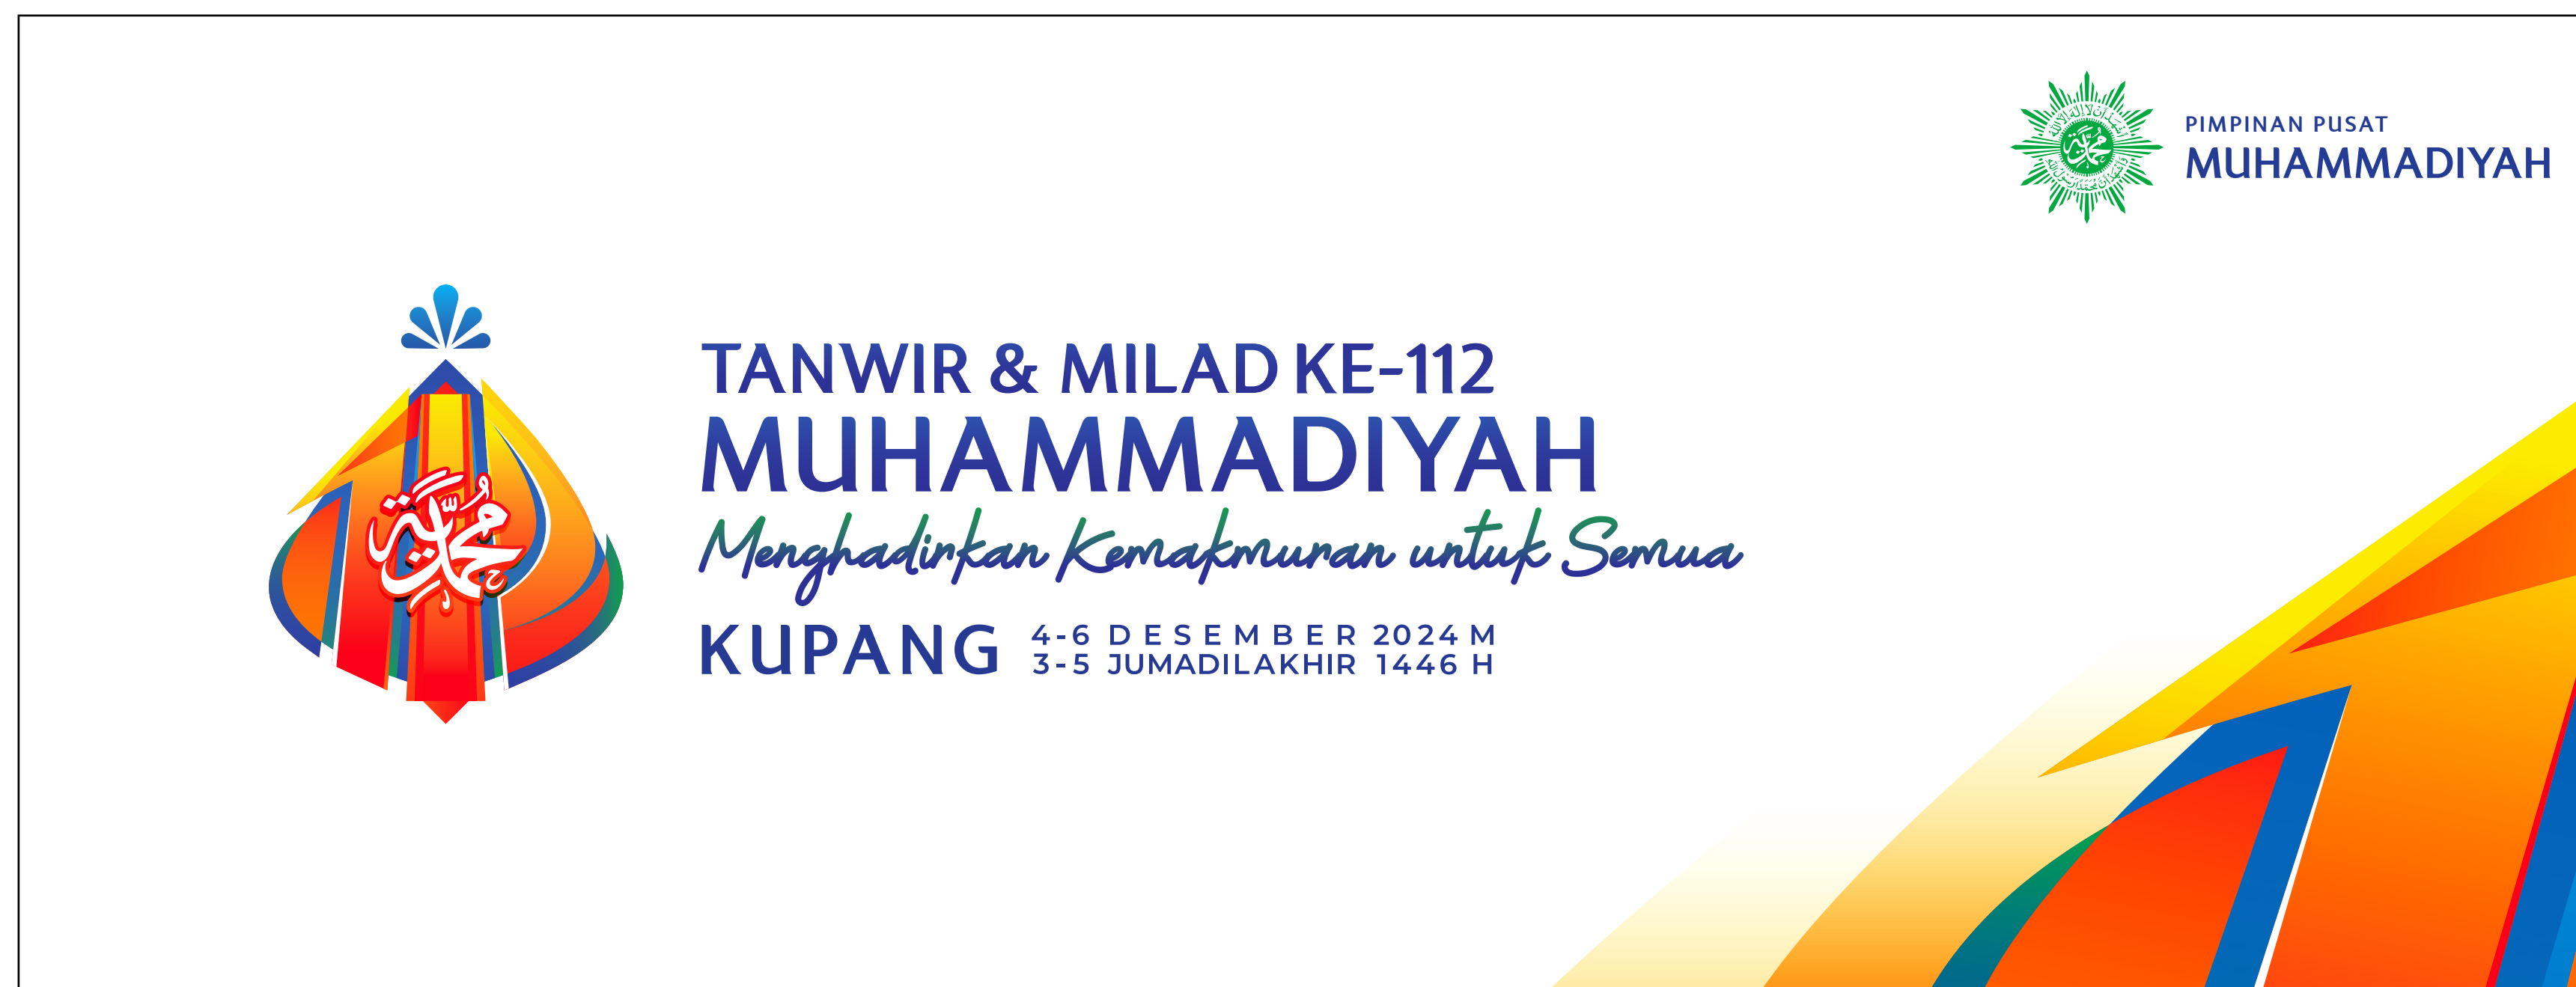 PIMPINAN PUSAT
MUHAMMADIYAH
محمدية
TANWIR & MILAD KE-112
MUHAMMADIYAH
Menghadirkan Kemakmuran untuk Semua
KUPANG
4-6 DESEMBER 2024 M
3-5 JUMADILAKHIR 1446 H